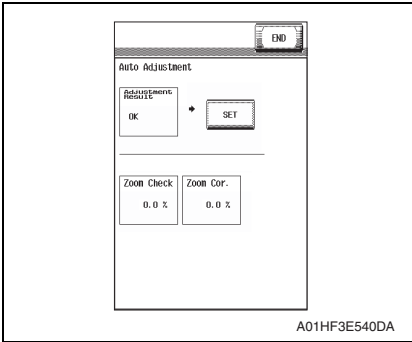 END
Auto Adjustment
Adjustment
Result
OK
SET
Zoom Check
0.0 %
Zoom Cor.
0.0 %
A01HF3E540DA